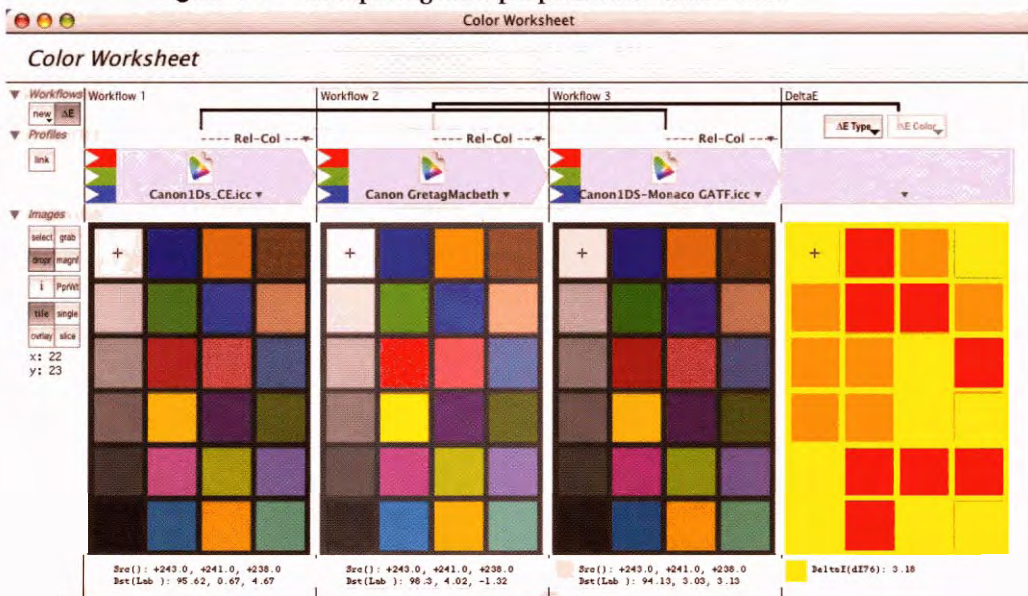 Color Worksheet
Color Worksheet
Workflows
new ΔE
Profiles
link
Images
select grab
dropr magnf
i PprWt
tile single
ovrlay slice
x: 22
y: 23
Workflow 1
Rel-Col
Canon1Ds_CE.icc
Src(): +243.0, +241.0, +238.0
Dst(Lab ): 95.62, 0.67, 4.67
Workflow 2
Rel-Col
Canon GretagMacbeth
Src(): +243.0, +241.0, +238.0
Dst(Lab ): 98.3, 4.02, -1.32
Workflow 3
Rel-Col
Canon1DS-Monaco GATF.icc
Src(): +243.0, +241.0, +238.0
Dst(Lab ): 94.13, 3.03, 3.13
DeltaE
ΔE Type
ΔE Color
DeltaE(dE76): 3.18